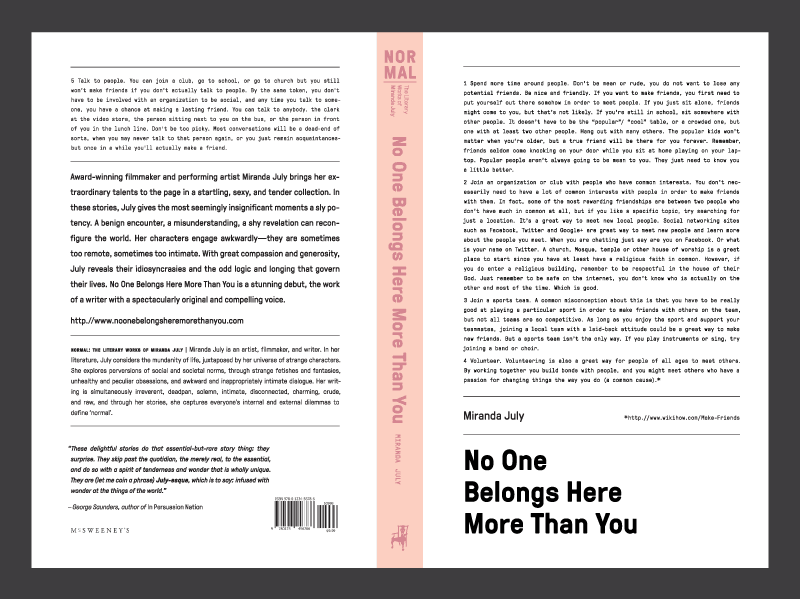 5 Talk to people. You can join a club, go to school, or go to church but you still
won't make friends if you don't actually talk to people. By the same token, you don't
have to be involved with an organization to be social, and any time you talk to some-
one, you have a chance at making a lasting friend. You can talk to anybody, the clerk
at the video store, the person sitting next to you on the bus, or the person in front
of you in the lunch line. Don't be too picky. Most conversations will be a dead-end of
sorts, when you may never talk to that person again, or you just remain acquaintances-
but once in a while you'll actually make a friend.
Award-winning filmmaker and performing artist Miranda July brings her ex-
traordinary talents to the page in a startling, sexy, and tender collection. In
these stories, July gives the most seemingly insignificant moments a sly po-
tency. A benign encounter, a misunderstanding, a shy revelation can recon-
figure the world. Her characters engage awkwardly—they are sometimes
too remote, sometimes too intimate. With great compassion and generosity,
July reveals their idiosyncrasies and the odd logic and longing that govern
their lives. No One Belongs Here More Than You is a stunning debut, the work
of a writer with a spectacularly original and compelling voice.
http://www.noonebelongsheremorethanyou.com
NORMAL: THE LITERARY WORKS OF MIRANDA JULY | Miranda July is an artist, filmmaker, and writer. In her
literature, July considers the mundanity of life, juxaposed by her universe of strange characters.
She explores perversions of social and societal norms, through strange fetishes and fantasies,
unhealthy and peculiar obsessions, and awkward and inappropriately intimate dialogue. Her writ-
ing is simultaneously irreverent, deadpan, solemn, intimate, disconnected, charming, crude,
and raw, and through her stories, she captures everyone's internal and external dilemmas to
define 'normal'.
"These delightful stories do that essential-but-rare story thing: they
surprise. They skip post the quotidian, the merely real, to the essential,
and do so with a spirit of tenderness and wonder that is wholly unique.
They are (let me coin a phrase) July-esque, which is to say: infused with
wonder at the things of the world."
—George Saunders, author of In Persuasion Nation
McSWEENEY'S
NOR
MAL
The Literary
Works of
Miranda July
No One Belongs Here More Than You
MIRANDA JULY
1 Spend more time around people. Don't be mean or rude, you do not want to lose any
potential friends. Be nice and friendly. If you want to make friends, you first need to
put yourself out there somehow in order to meet people. If you just sit alone, friends
might come to you, but that's not likely. If you're still in school, sit somewhere with
other people. It doesn't have to be the "popular"/ "cool" table, or a crowded one, but
one with at least two other people. Hang out with many others. The popular kids won't
matter when you're older, but a true friend will be there for you forever. Remember,
friends seldom come knocking on your door while you sit at home playing on your lap-
top. Popular people aren't always going to be mean to you. They just need to know you
a little better.
2 Join an organization or club with people who have common interests. You don't nec-
essarily need to have a lot of common interests with people in order to make friends
with them. In fact, some of the most rewarding friendships are between two people who
don't have much in common at all, but if you like a specific topic, try searching for
just a location. It's a great way to meet new local people. Social networking sites
such as Facebook, Twitter and Google+ are great ways to meet new people and learn more
about the people you meet. When you are chatting just say are you on Facebook. Or what
is your name on Twitter. A church, Mosque, temple or other house of worship is a great
place to start since you have at least have a religious faith in common. However, if
you do enter a religious building, remember to be respectful in the house of their
God. Just remember to be safe on the internet, you don't know who is actually on the
other end most of the time. Which is good.
3 Join a sports team. A common misconception about this is that you have to be really
good at playing a particular sport in order to make friends with others on the team,
but not all teams are so competitive. As long as you enjoy the sport and support your
teammates, joining a local team with a laid-back attitude could be a great way to make
new friends. But a sports team isn't the only way. If you play instruments or sing, try
joining a band or choir.
4 Volunteer. Volunteering is also a great way for people of all ages to meet others.
By working together you build bonds with people, and you might meet others who have a
passion for changing things the way you do (a common cause).*
Miranda July
*http://www.wikihow.com/Make-Friends
No One
Belongs Here
More Than You